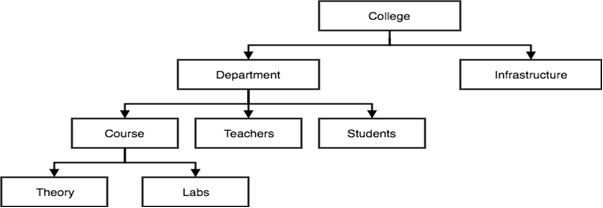 College
Department
Infrastructure
Course
Teachers
Students
Theory
Labs